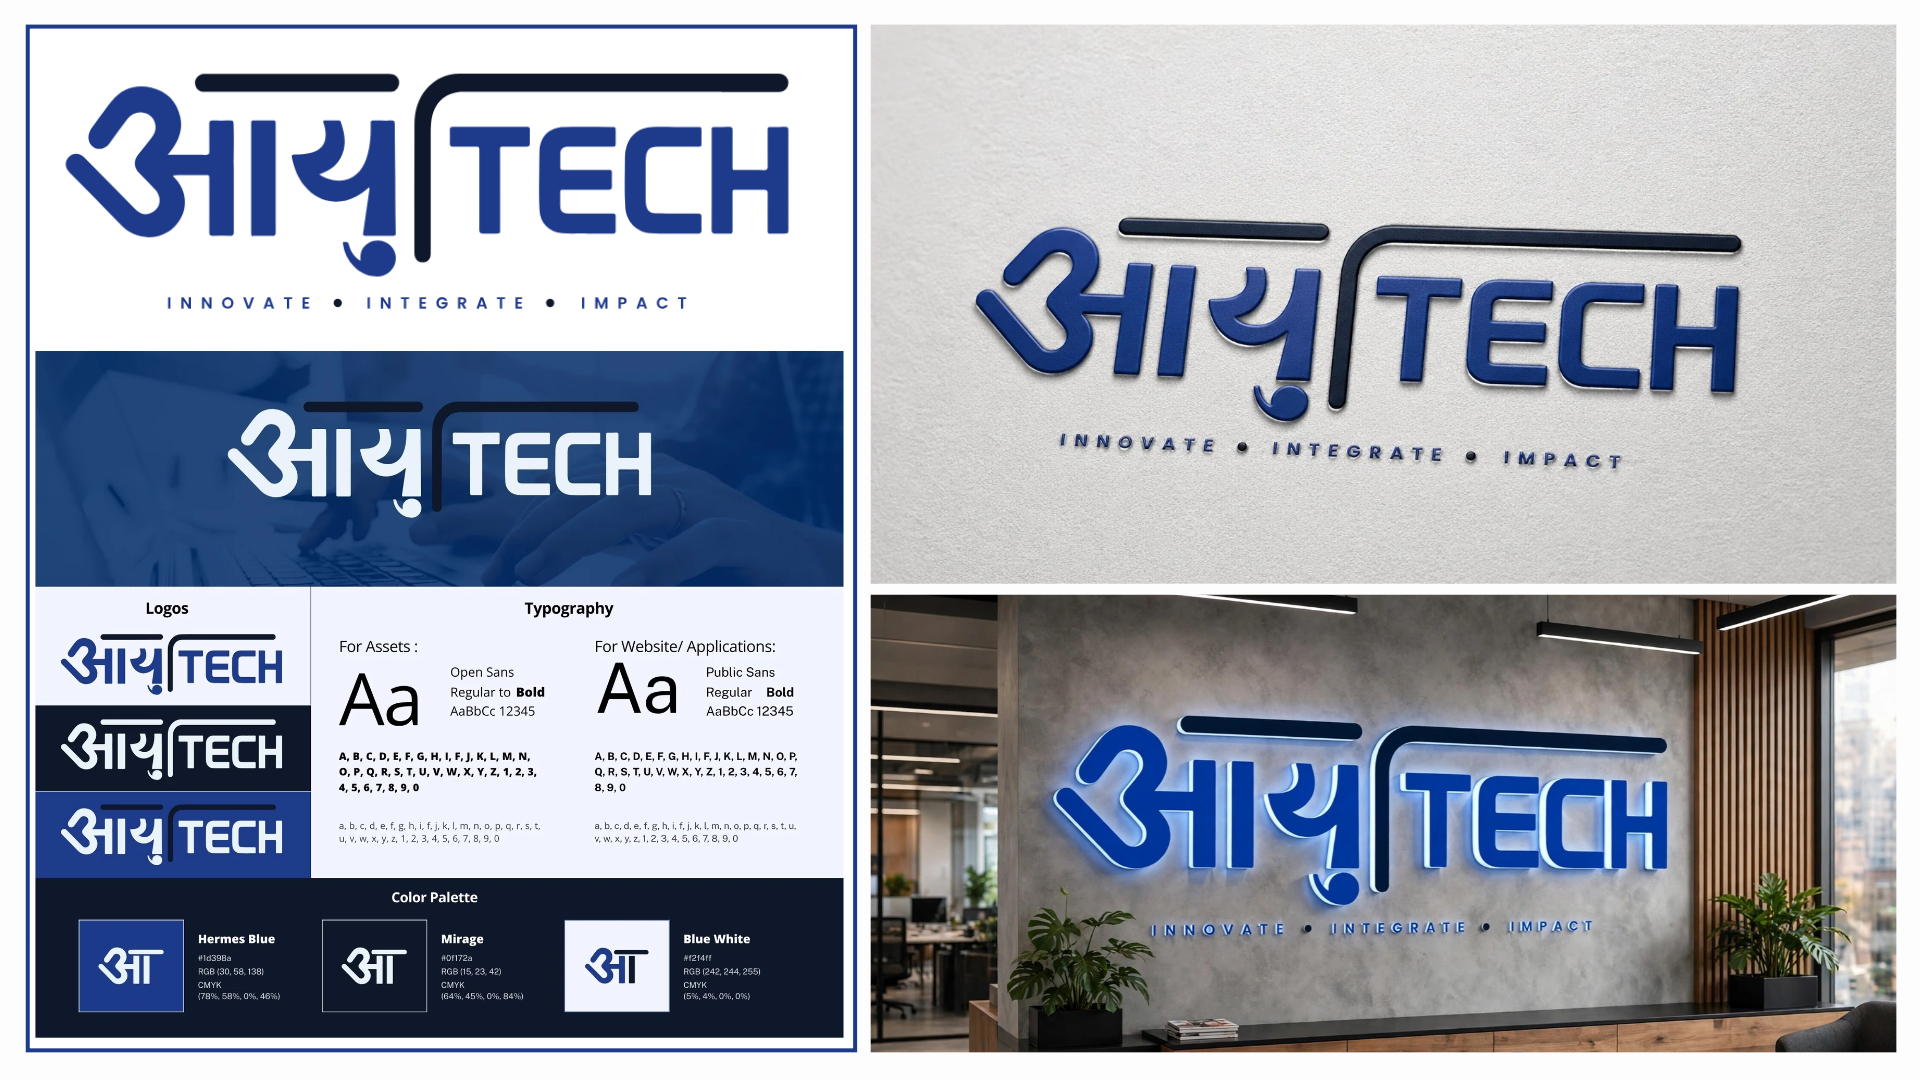 आयु TECH
INNOVATE • INTEGRATE • IMPACT
आयु TECH
Logos
आयु TECH
आयु TECH
आयु TECH
Typography
For Assets :
Aa
Open Sans
Regular to Bold
AaBbCc 12345
A, B, C, D, E, F, G, H, I, F, J, K, L, M, N,
O, P, Q, R, S, T, U, V, W, X, Y, Z, 1, 2, 3,
4, 5, 6, 7, 8, 9, 0
a, b, c, d, e, f, g, h, i, f, j, k, l, m, n, o, p, q, r, s, t,
u, v, w, x, y, z, 1, 2, 3, 4, 5, 6, 7, 8, 9, 0
For Website/ Applications:
Aa
Public Sans
Regular Bold
AaBbCc 12345
A, B, C, D, E, F, G, H, I, F, J, K, L, M, N, O, P,
Q, R, S, T, U, V, W, X, Y, Z, 1, 2, 3, 4, 5, 6, 7,
8, 9, 0
a, b, c, d, e, f, g, h, i, f, j, k, l, m, n, o, p, q, r, s, t, u,
v, w, x, y, z, 1, 2, 3, 4, 5, 6, 7, 8, 9, 0
Color Palette
आT
Hermes Blue
#1d398a
RGB (30, 58, 138)
CMYK
(78%, 58%, 0%, 46%)
आT
Mirage
#0f172a
RGB (15, 23, 42)
CMYK
(64%, 45%, 0%, 84%)
आT
Blue White
#f2f4ff
RGB (242, 244, 255)
CMYK
(5%, 4%, 0%, 0%)
आयु TECH
INNOVATE • INTEGRATE • IMPACT
आयु TECH
INNOVATE • INTEGRATE • IMPACT